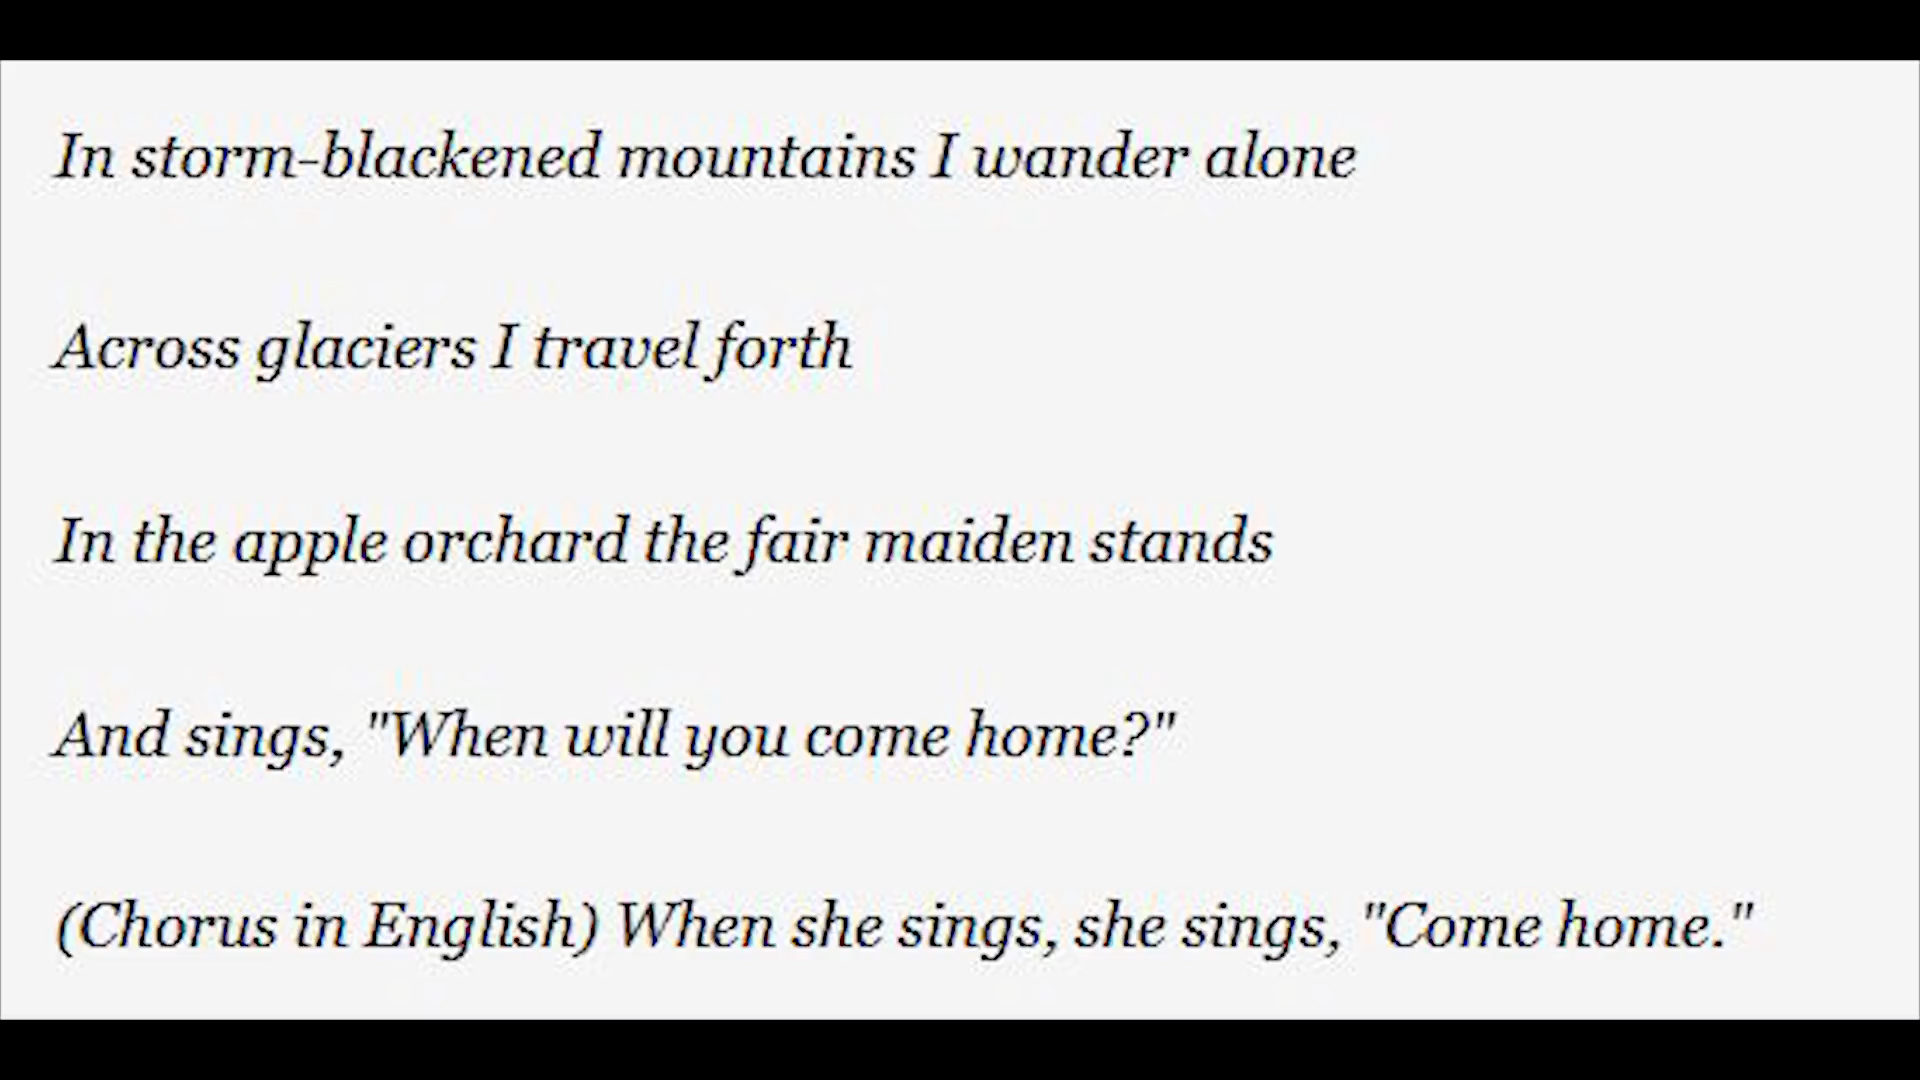 In storm-blackened mountains I wander alone
Across glaciers I travel forth
In the apple orchard the fair maiden stands
And sings, "When will you come home?"
(Chorus in English) When she sings, she sings, "Come home."